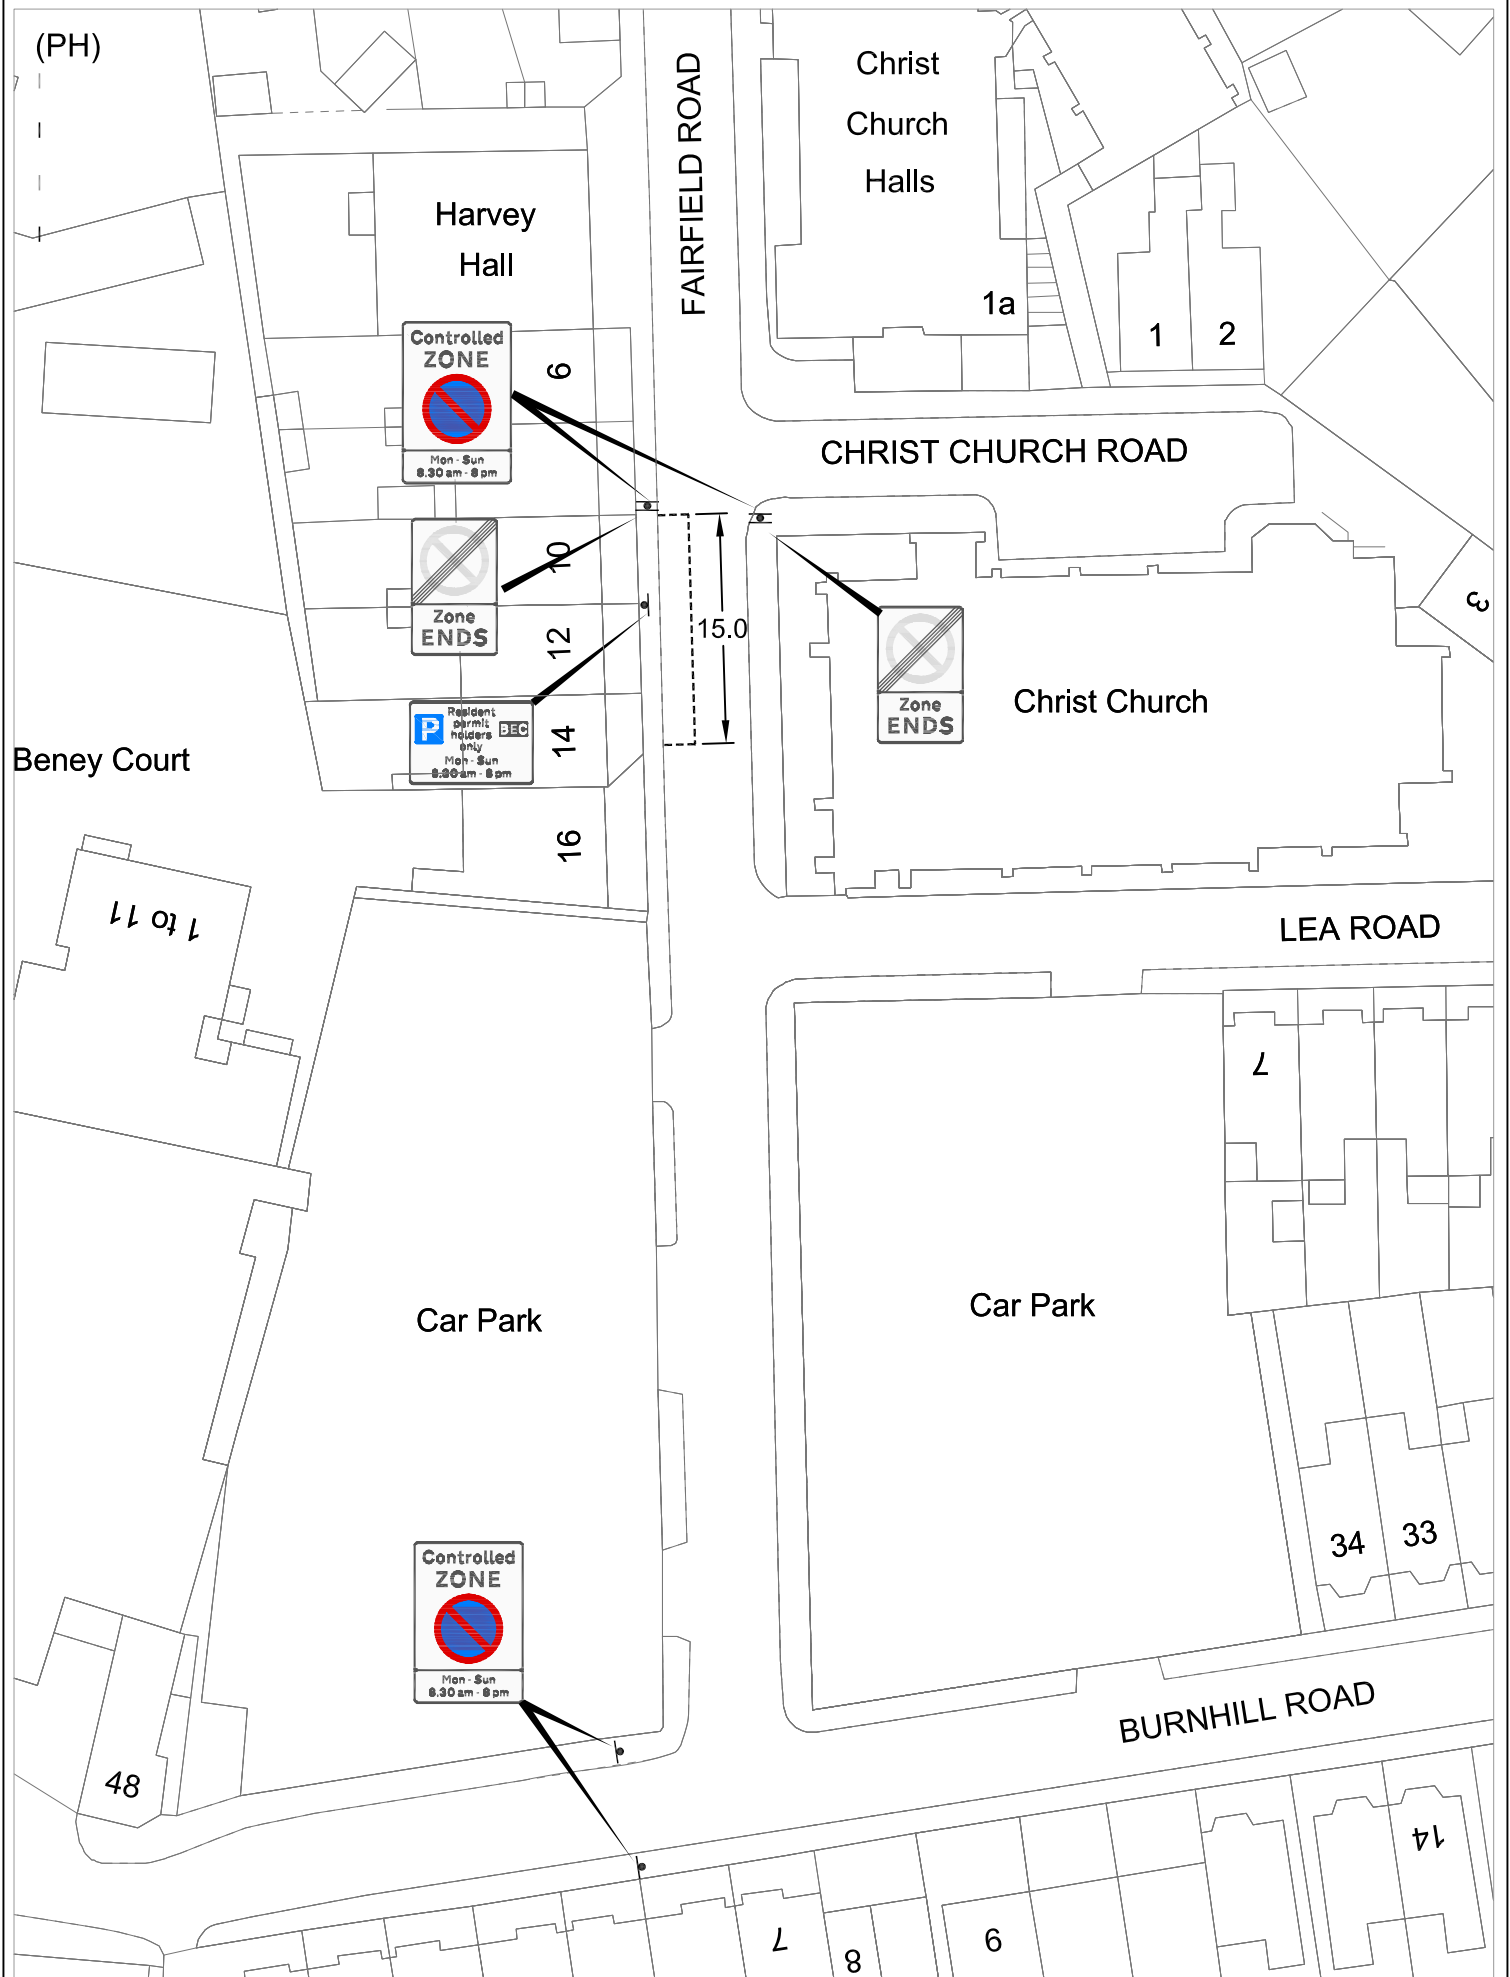 (PH)
Christ
Church
Halls
FAIRFIELD ROAD
Harvey
Hall
1a
1
2
Controlled
ZONE
Mon - Sun
8.30 am - 8 pm
6
CHRIST CHURCH ROAD
10
Zone
ENDS
12
15.0
3
Zone
ENDS
Christ Church
P
Resident
permit
holders
only
BEC
Mon - Sun
8.30 am - 8 pm
14
Beney Court
16
1 to 11
LEA ROAD
7
Car Park
Car Park
34
33
Controlled
ZONE
Mon - Sun
8.30 am - 8 pm
BURNHILL ROAD
48
14
7
8
9